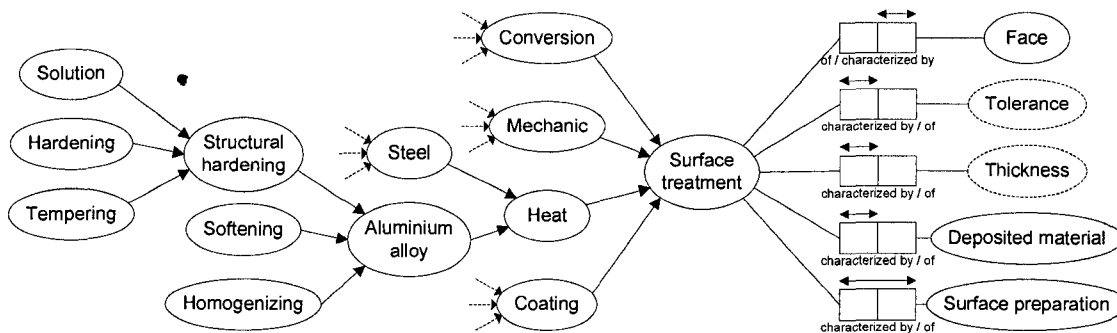 Solution
Hardening
Tempering
Structural
hardening
Softening
Homogenizing
Steel
Aluminium
alloy
Conversion
Mechanic
Heat
Coating
Surface
treatment
of / characterized by
Face
characterized by / of
Tolerance
characterized by / of
Thickness
characterized by / of
Deposited material
characterized by / of
Surface preparation